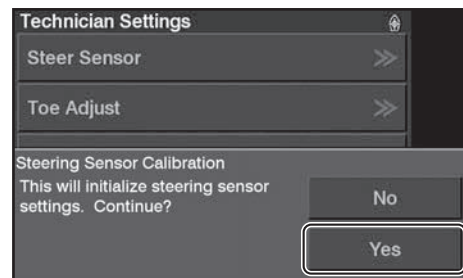 Technician Settings
Steer Sensor
Toe Adjust
Steering Sensor Calibration
This will initialize steering sensor
settings. Continue?
No
Yes